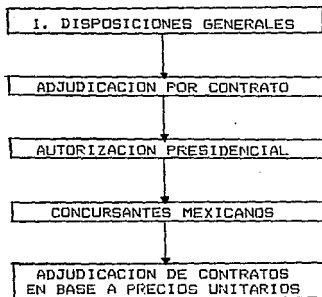 I. DISPOSICIONES GENERALES
ADJUDICACION POR CONTRATO
AUTORIZACION PRESIDENCIAL
CONCURSANTES MEXICANOS
ADJUDICACION DE CONTRATOS
EN BASE A PRECIOS UNITARIOS